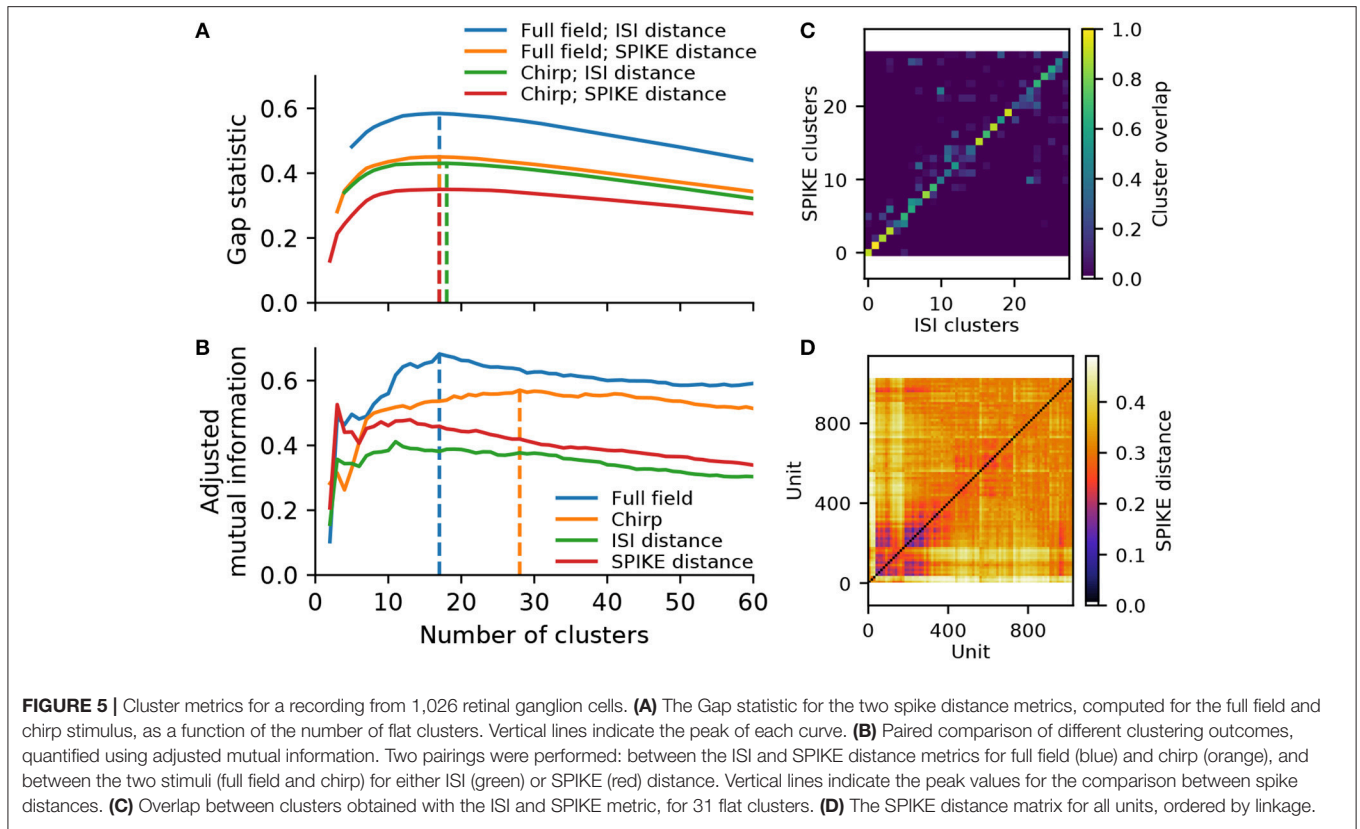 A
Full field; ISI distance
Full field; SPIKE distance
Chirp; ISI distance
Chirp; SPIKE distance
Gap statistic
0.6
0.4
0.2
0.0
B
Adjusted
mutual information
0.6
0.4
0.2
0.0
Full field
Chirp
ISI distance
SPIKE distance
0 10 20 30 40 50 60
Number of clusters
C
SPIKE clusters
20
10
0
0 20
ISI clusters
1.0
0.8
0.6
0.4
0.2
0.0
Cluster overlap
D
Unit
800
400
0
0 400 800
Unit
0.4
0.3
0.2
0.1
0.0
SPIKE distance
FIGURE 5 | Cluster metrics for a recording from 1,026 retinal ganglion cells. (A) The Gap statistic for the two spike distance metrics, computed for the full field and
chirp stimulus, as a function of the number of flat clusters. Vertical lines indicate the peak of each curve. (B) Paired comparison of different clustering outcomes,
quantified using adjusted mutual information. Two pairings were performed: between the ISI and SPIKE distance metrics for full field (blue) and chirp (orange), and
between the two stimuli (full field and chirp) for either ISI (green) or SPIKE (red) distance. Vertical lines indicate the peak values for the comparison between spike
distances. (C) Overlap between clusters obtained with the ISI and SPIKE metric, for 31 flat clusters. (D) The SPIKE distance matrix for all units, ordered by linkage.